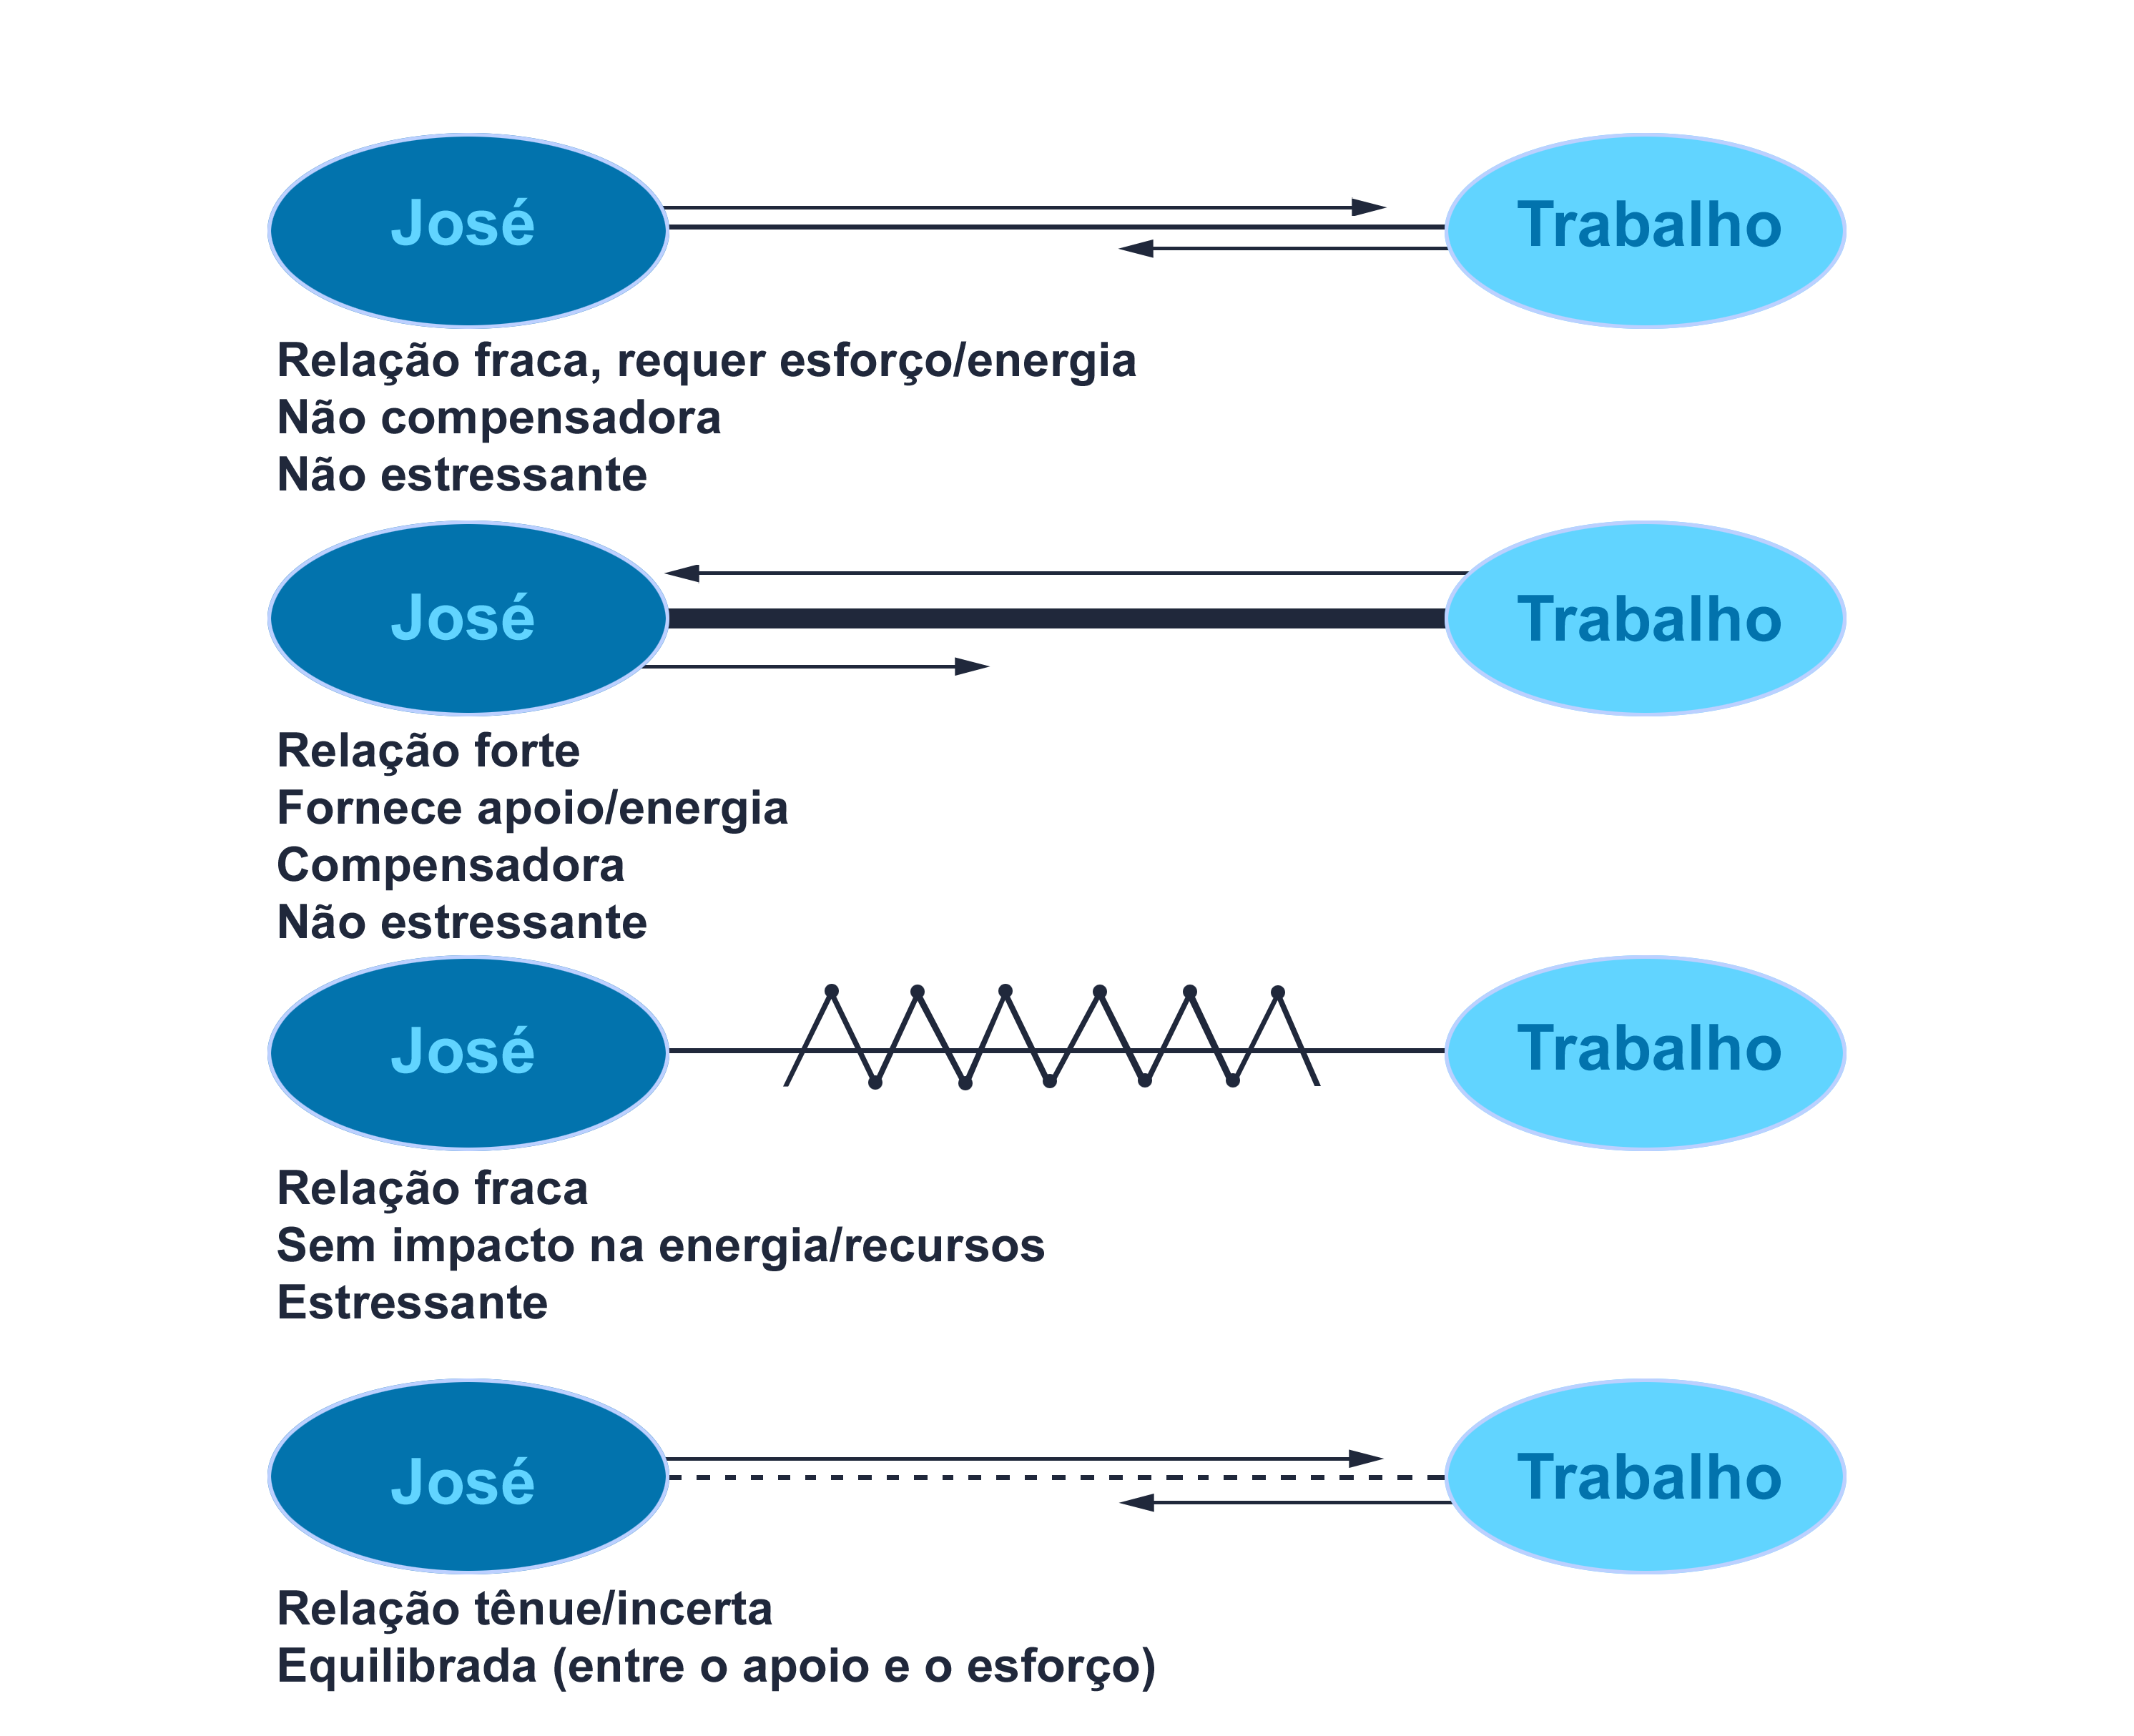 José
Trabalho
Relação fraca, requer esforço/energia
Não compensadora
Não estressante
José
Trabalho
Relação forte
Fornece apoio/energia
Compensadora
Não estressante
José
Trabalho
Relação fraca
Sem impacto na energia/recursos
Estressante
José
Trabalho
Relação tênue/incerta
Equilibrada (entre o apoio e o esforço)